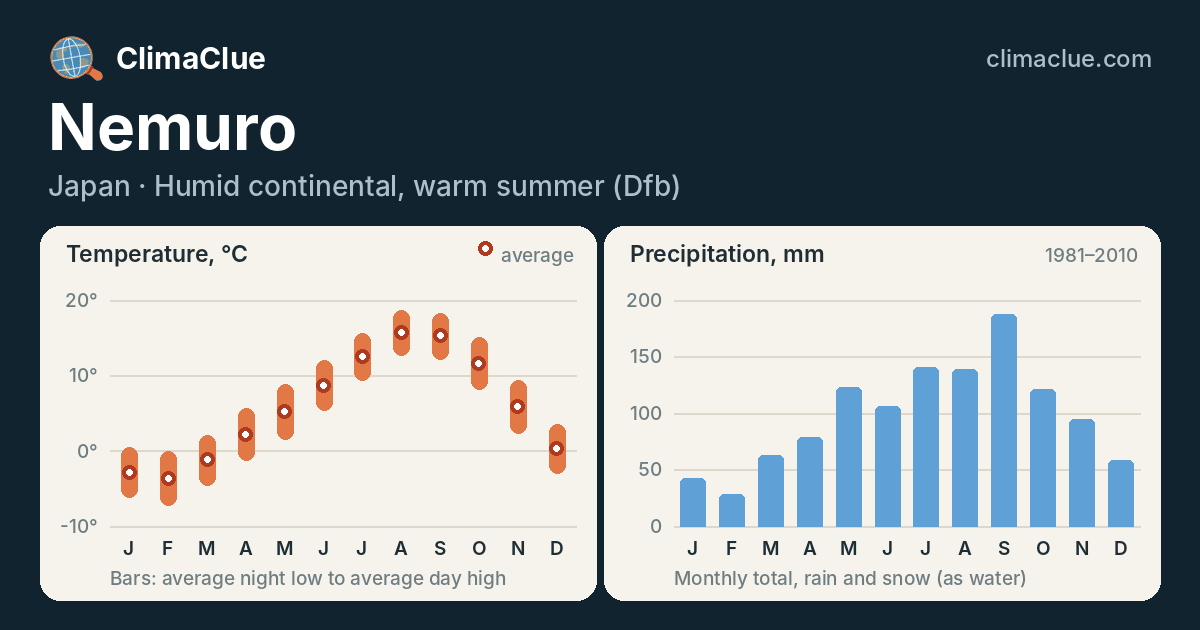 ClimaClue
climaclue.com
Nemuro
Japan · Humid continental, warm summer (Dfb)
Temperature, °C
average
20°
10°
0°
-10°
J F M A M J J A S O N D
Bars: average night low to average day high
Precipitation, mm
1981–2010
200
150
100
50
0
J F M A M J J A S O N D
Monthly total, rain and snow (as water)